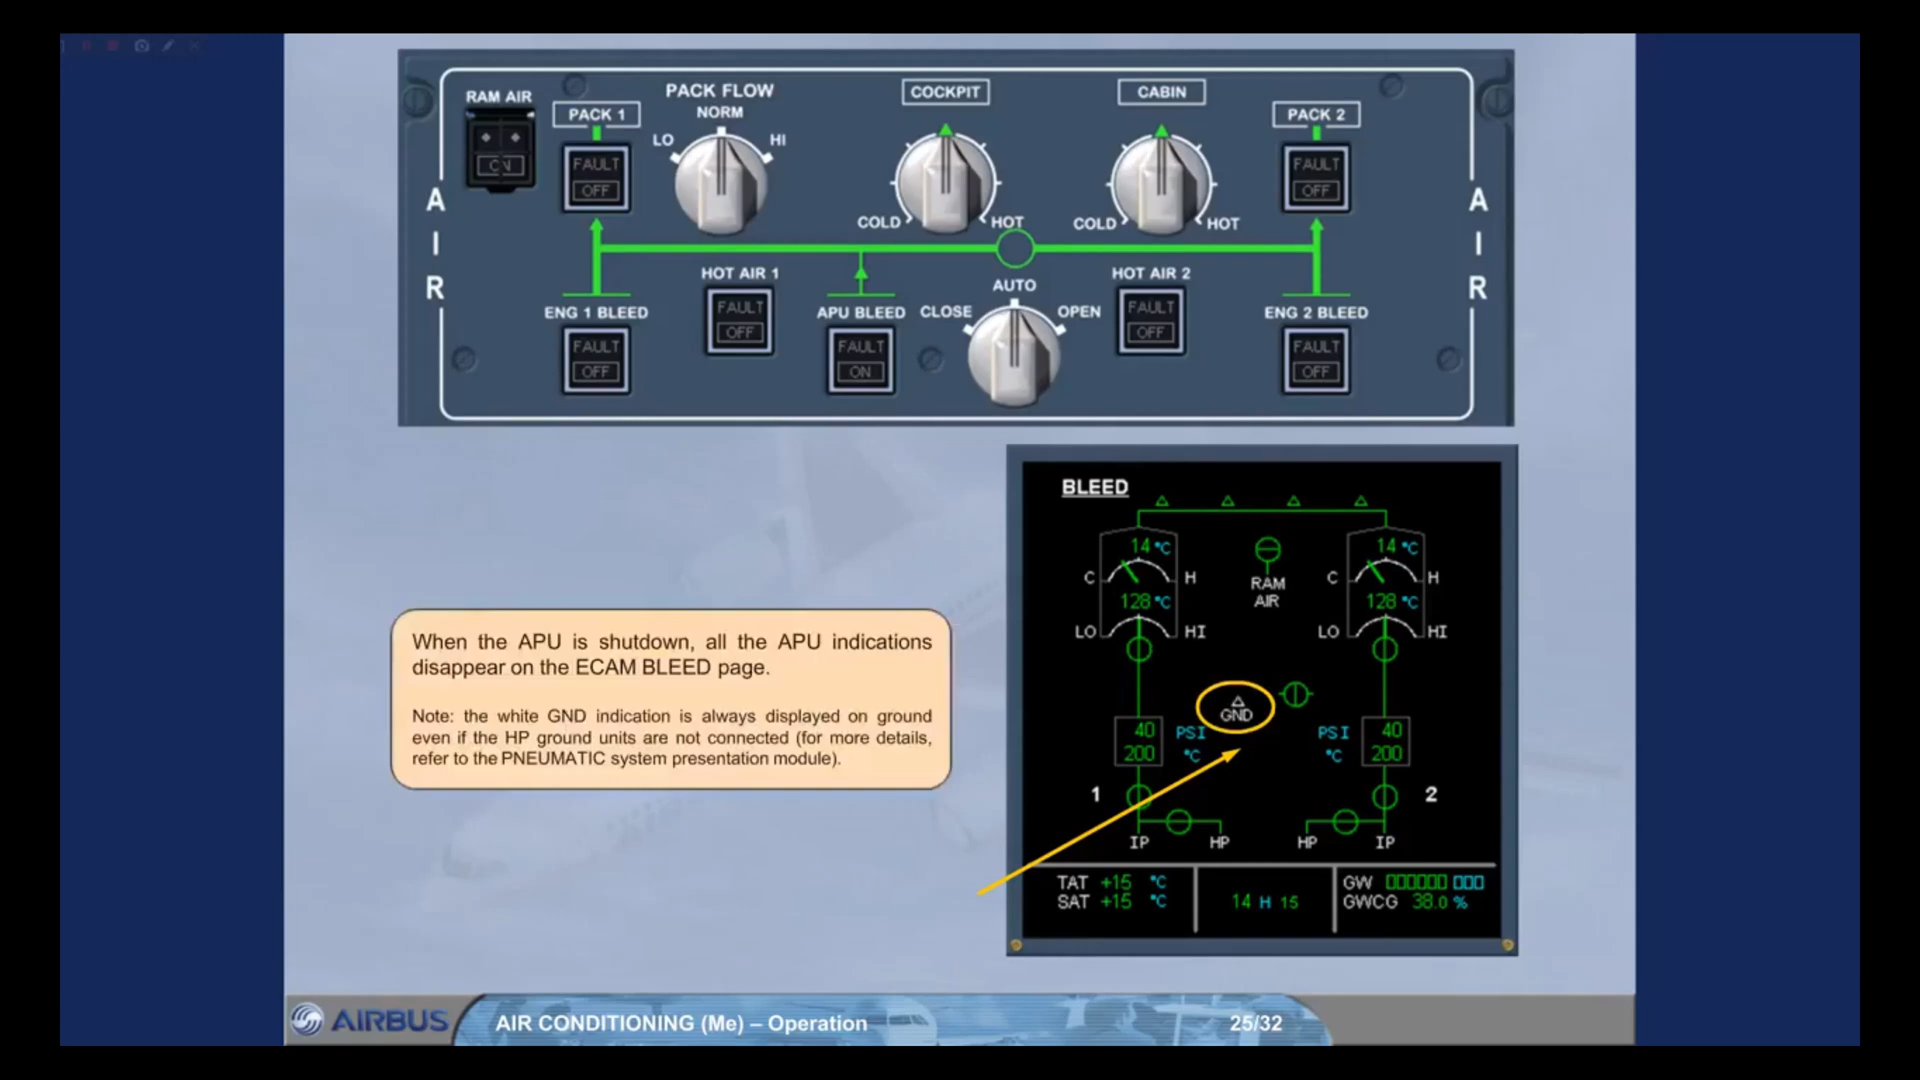 RAM AIR
ON
PACK 1
FAULT
OFF
PACK FLOW
NORM
LO
HI
COCKPIT
COLD
HOT
CABIN
COLD
HOT
PACK 2
FAULT
OFF
A
I
R
A
I
R
ENG 1 BLEED
FAULT
OFF
HOT AIR 1
FAULT
OFF
APU BLEED
FAULT
ON
AUTO
CLOSE
OPEN
HOT AIR 2
FAULT
OFF
ENG 2 BLEED
FAULT
OFF
When the APU is shutdown, all the APU indications
disappear on the ECAM BLEED page.
Note: the white GND indication is always displayed on ground
even if the HP ground units are not connected (for more details,
refer to the PNEUMATIC system presentation module).
BLEED
14 °C
C
H
128 °C
LO
HI
RAM
AIR
14 °C
C
H
128 °C
LO
HI
GND
40
PSI
200
°C
PSI
40
°C
200
1
2
IP
HP
HP
IP
TAT +15 °C
SAT +15 °C
14 H 15
GW
GWCG 38.0 %
AIRBUS
AIR CONDITIONING (Me) – Operation
25/32